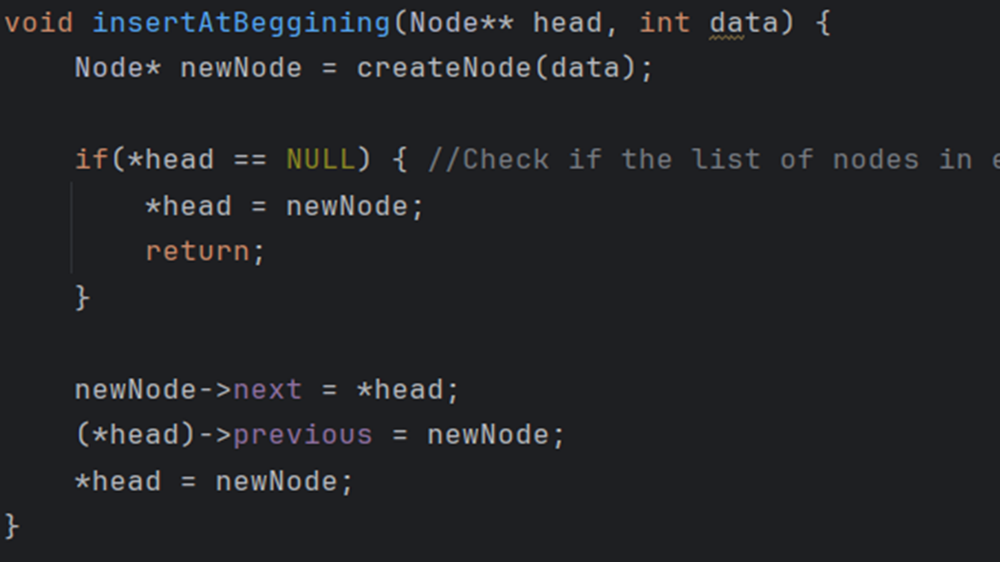 void insertAtBeggining(Node** head, int data) {
    Node* newNode = createNode(data);

    if(*head == NULL) { //Check if the list of nodes in
        *head = newNode;
        return;
    }

    newNode->next = *head;
    (*head)->previous = newNode;
    *head = newNode;
}